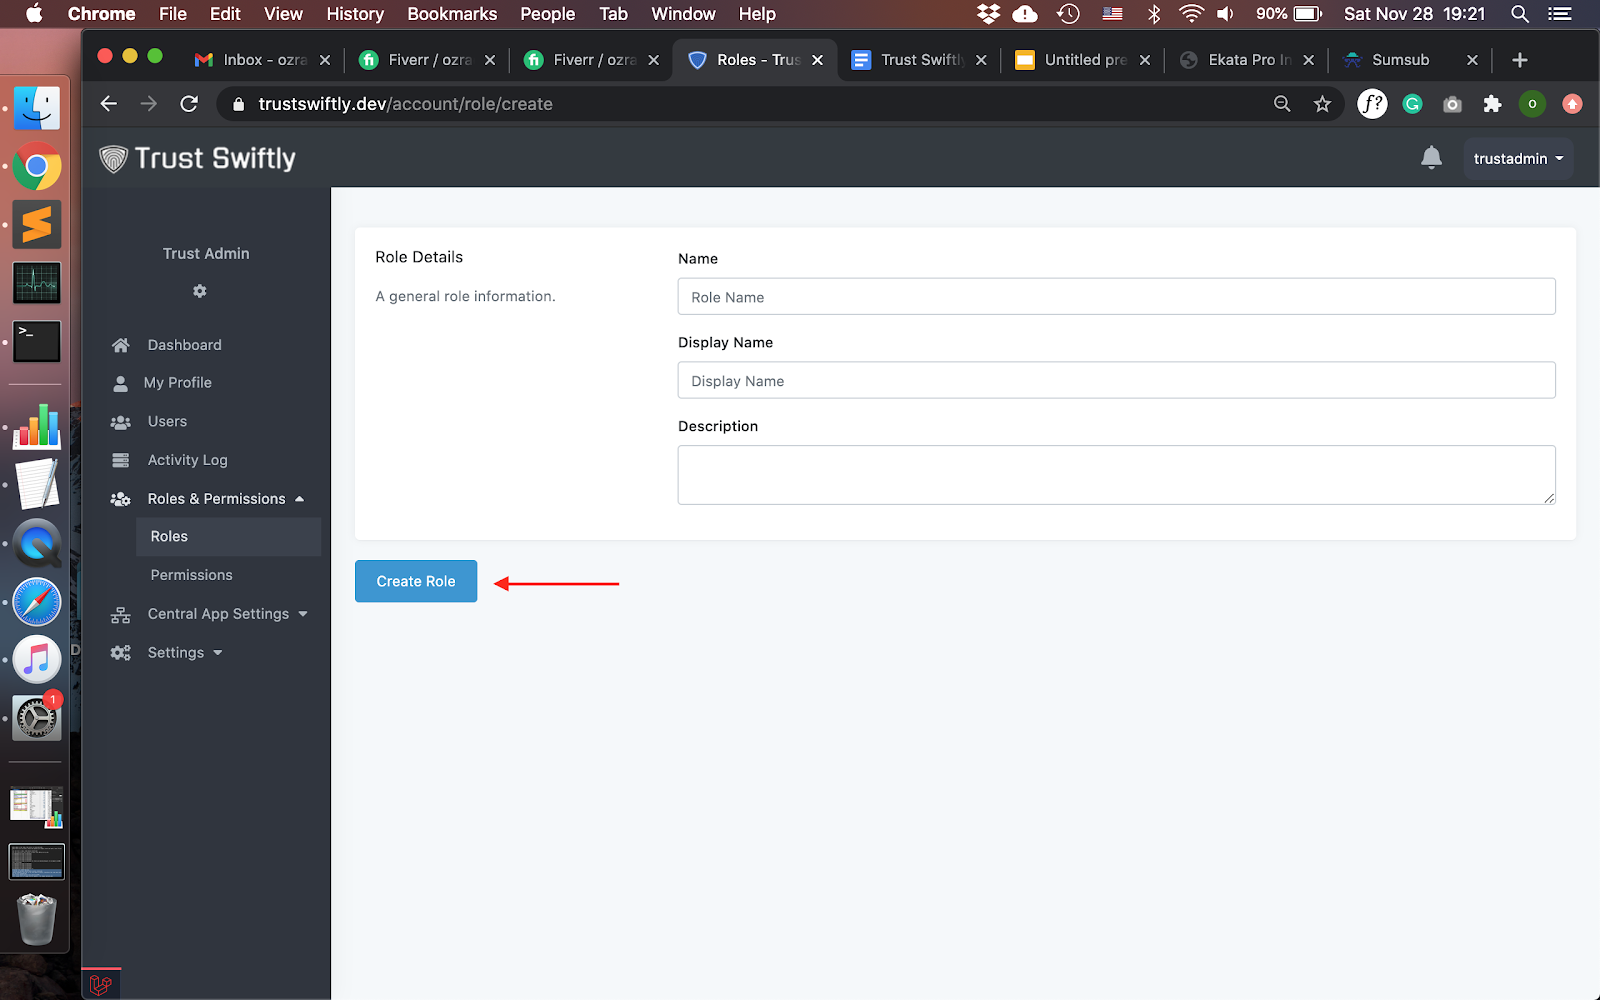 Chrome File Edit View History Bookmarks People Tab Window Help 90% Sat Nov 28 19:21
Inbox - ozra Fiverr / ozra Fiverr / ozra Roles - Trus Trust Swiftly Untitled pre Ekata Pro In Sumsub
trustswiftly.dev/account/role/create f? O
Trust Swiftly
trustadmin
Trust Admin
Dashboard
My Profile
Users
Activity Log
Roles & Permissions
Roles
Permissions
Central App Settings
Settings
Role Details
A general role information.
Name
Role Name
Display Name
Display Name
Description
Create Role
>_
1
D